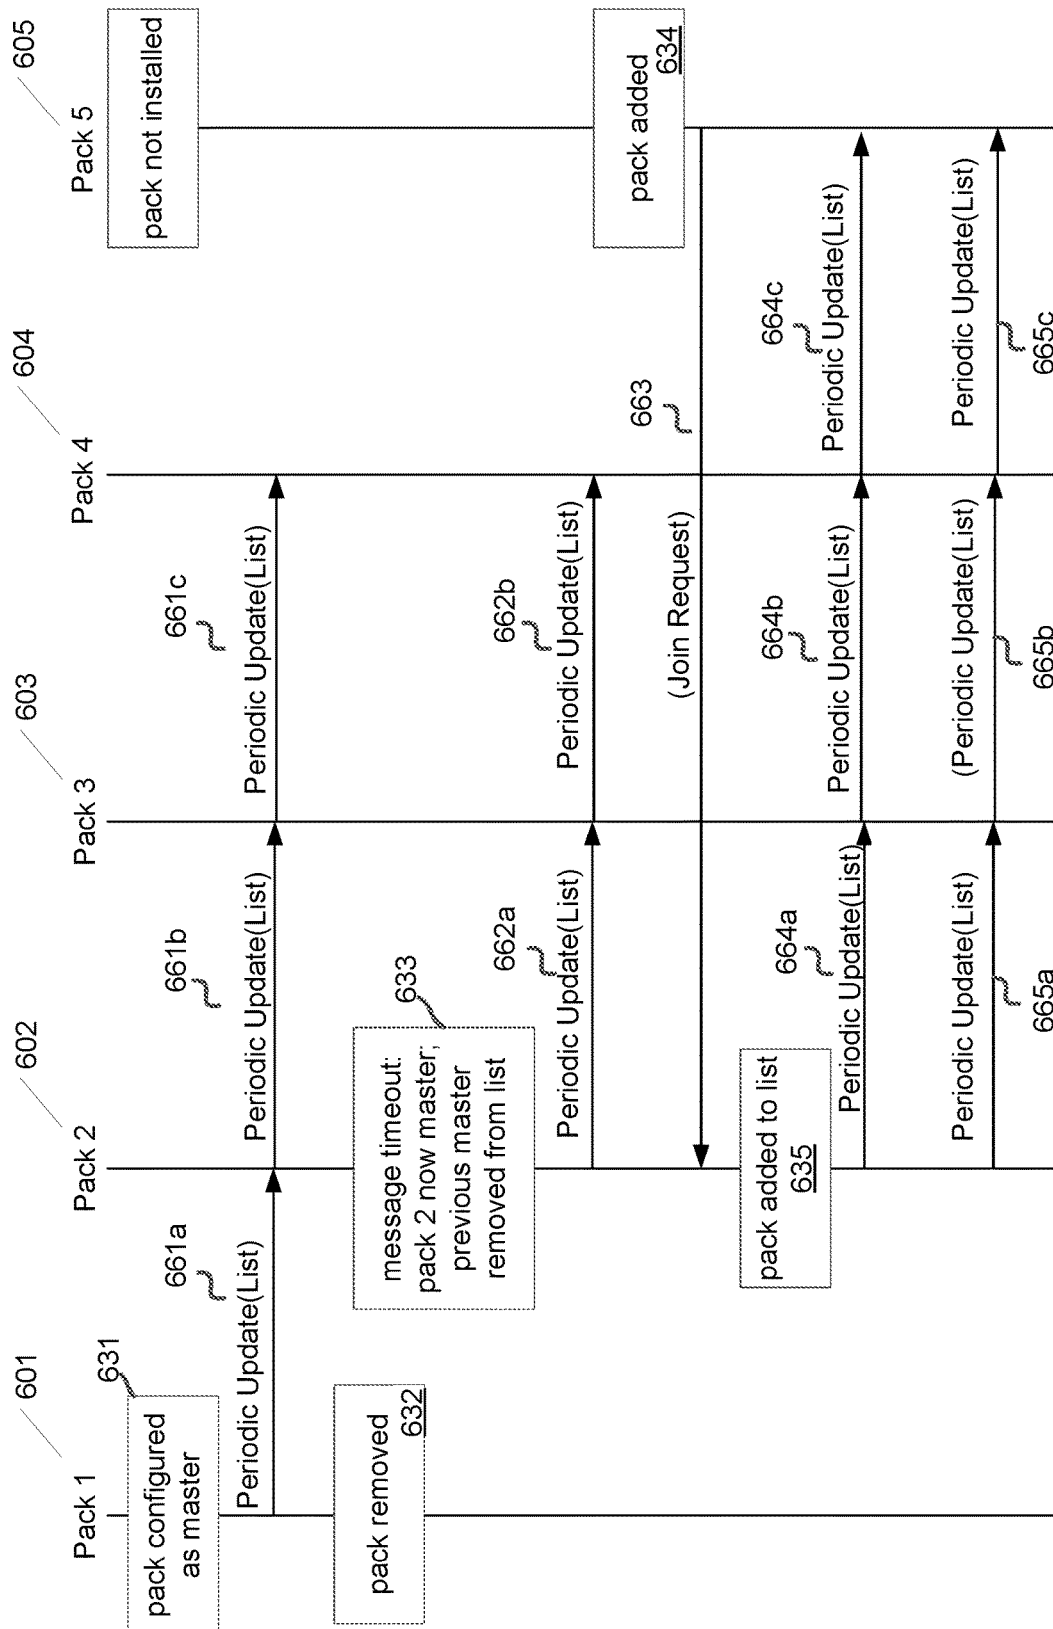 601
602
603
604
605
Pack 1
Pack 2
Pack 3
Pack 4
Pack 5
pack configured
as master
631
pack not installed
661a
661b
661c
Periodic Update(List)
Periodic Update(List)
Periodic Update(List)
pack removed
632
633
message timeout:
pack 2 now master;
previous master
removed from list
662a
662b
Periodic Update(List)
Periodic Update(List)
pack added
634
(Join Request)
663
pack added to list
635
664a
664b
664c
Periodic Update(List)
Periodic Update(List)
Periodic Update(List)
Periodic Update(List)
(Periodic Update(List)
Periodic Update(List)
665a
665b
665c